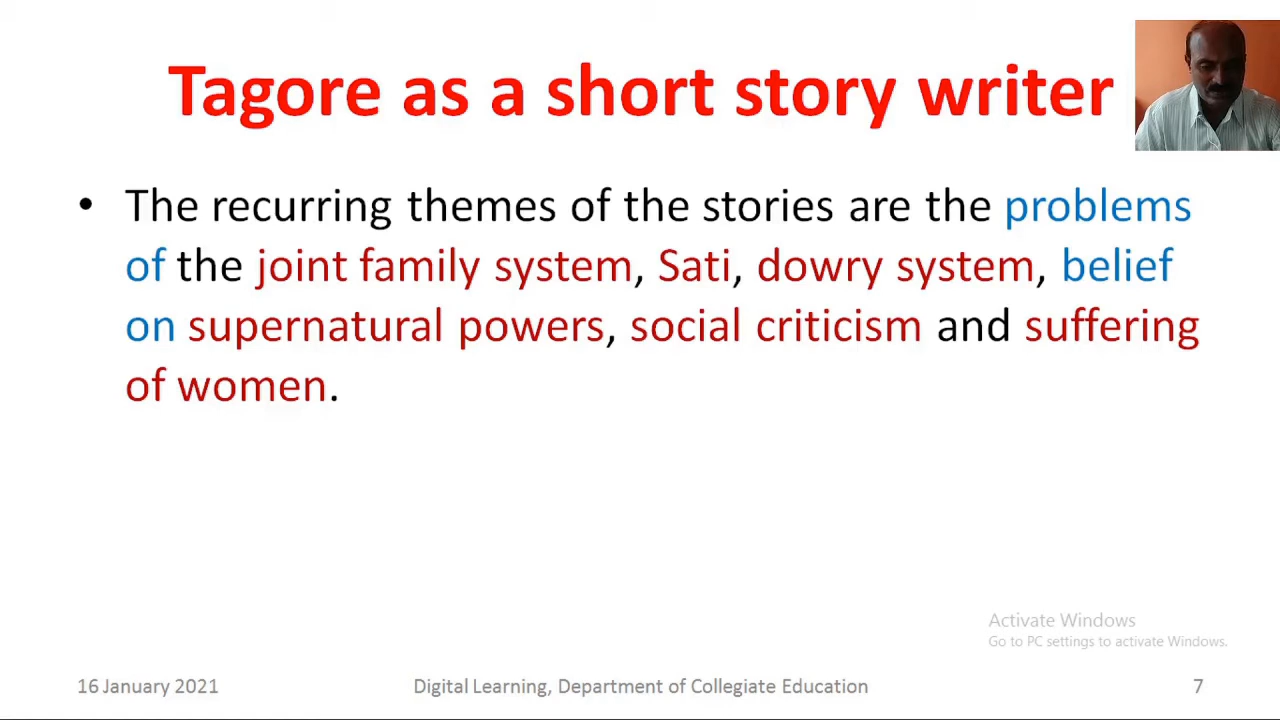 Tagore as a short story writer
• The recurring themes of the stories are the problems
of the joint family system, Sati, dowry system, belief
on supernatural powers, social criticism and suffering
of women.
Activate Windows
Go to PC settings to activate Windows.
16 January 2021
Digital Learning, Department of Collegiate Education
7